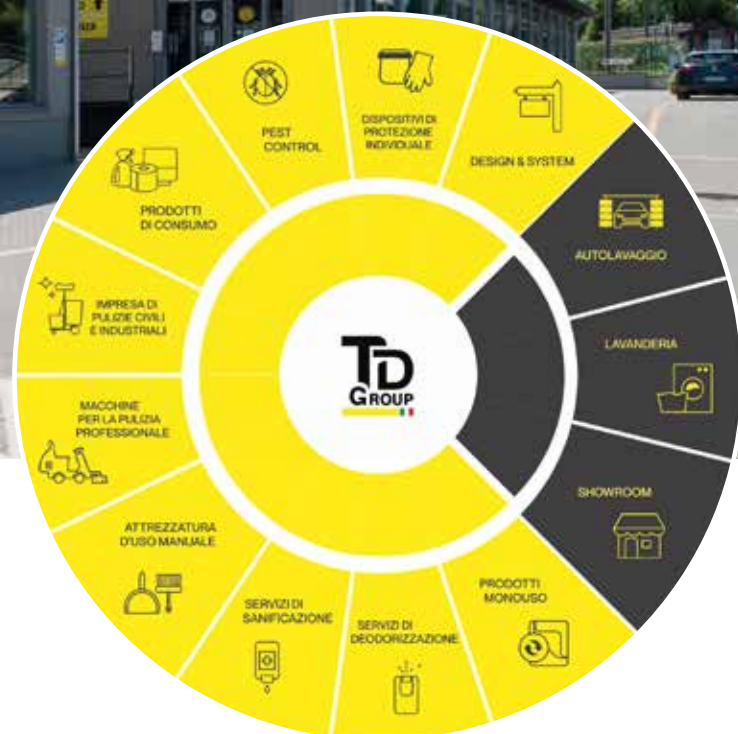 PEST
CONTROL
DISPOSITIVI DI
PROTEZIONE
INDIVIDUALE
DESIGN & SYSTEM
AUTOLAVAGGIO
LAVANDERIA
SHOWROOM
PRODOTTI
MONOUSO
SERVIZI DI
DEODORIZZAZIONE
SERVIZI DI
SANIFICAZIONE
ATTREZZATURA
D'USO MANUALE
MACCHINE
PER LA PULIZIA
PROFESSIONALE
IMPRESA DI
PULIZIE CIVILI
E INDUSTRIALI
PRODOTTI
DI CONSUMO
TD
GROUP